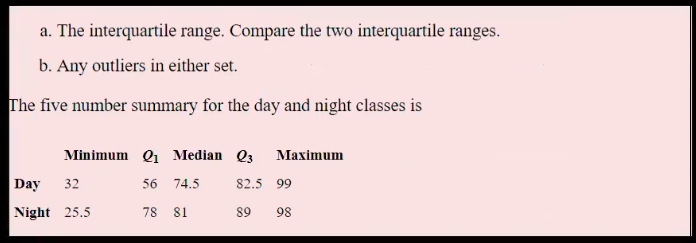 a. The interquartile range. Compare the two interquartile ranges.
b. Any outliers in either set.
The five number summary for the day and night classes is
Minimum Q1 Median Q3 Maximum
Day 32 56 74.5 82.5 99
Night 25.5 78 81 89 98